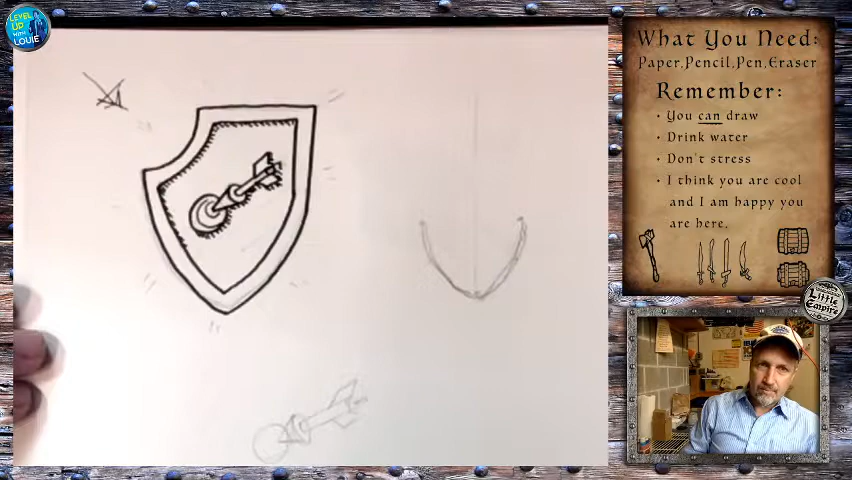 LEVEL
UP
WITH
LOUIE
What You Need:
Paper,Pencil,Pen,Eraser
Remember:
• You can draw
• Drink water
• Don't stress
• I think you are cool
and I am happy you
are here.
Little
Empire